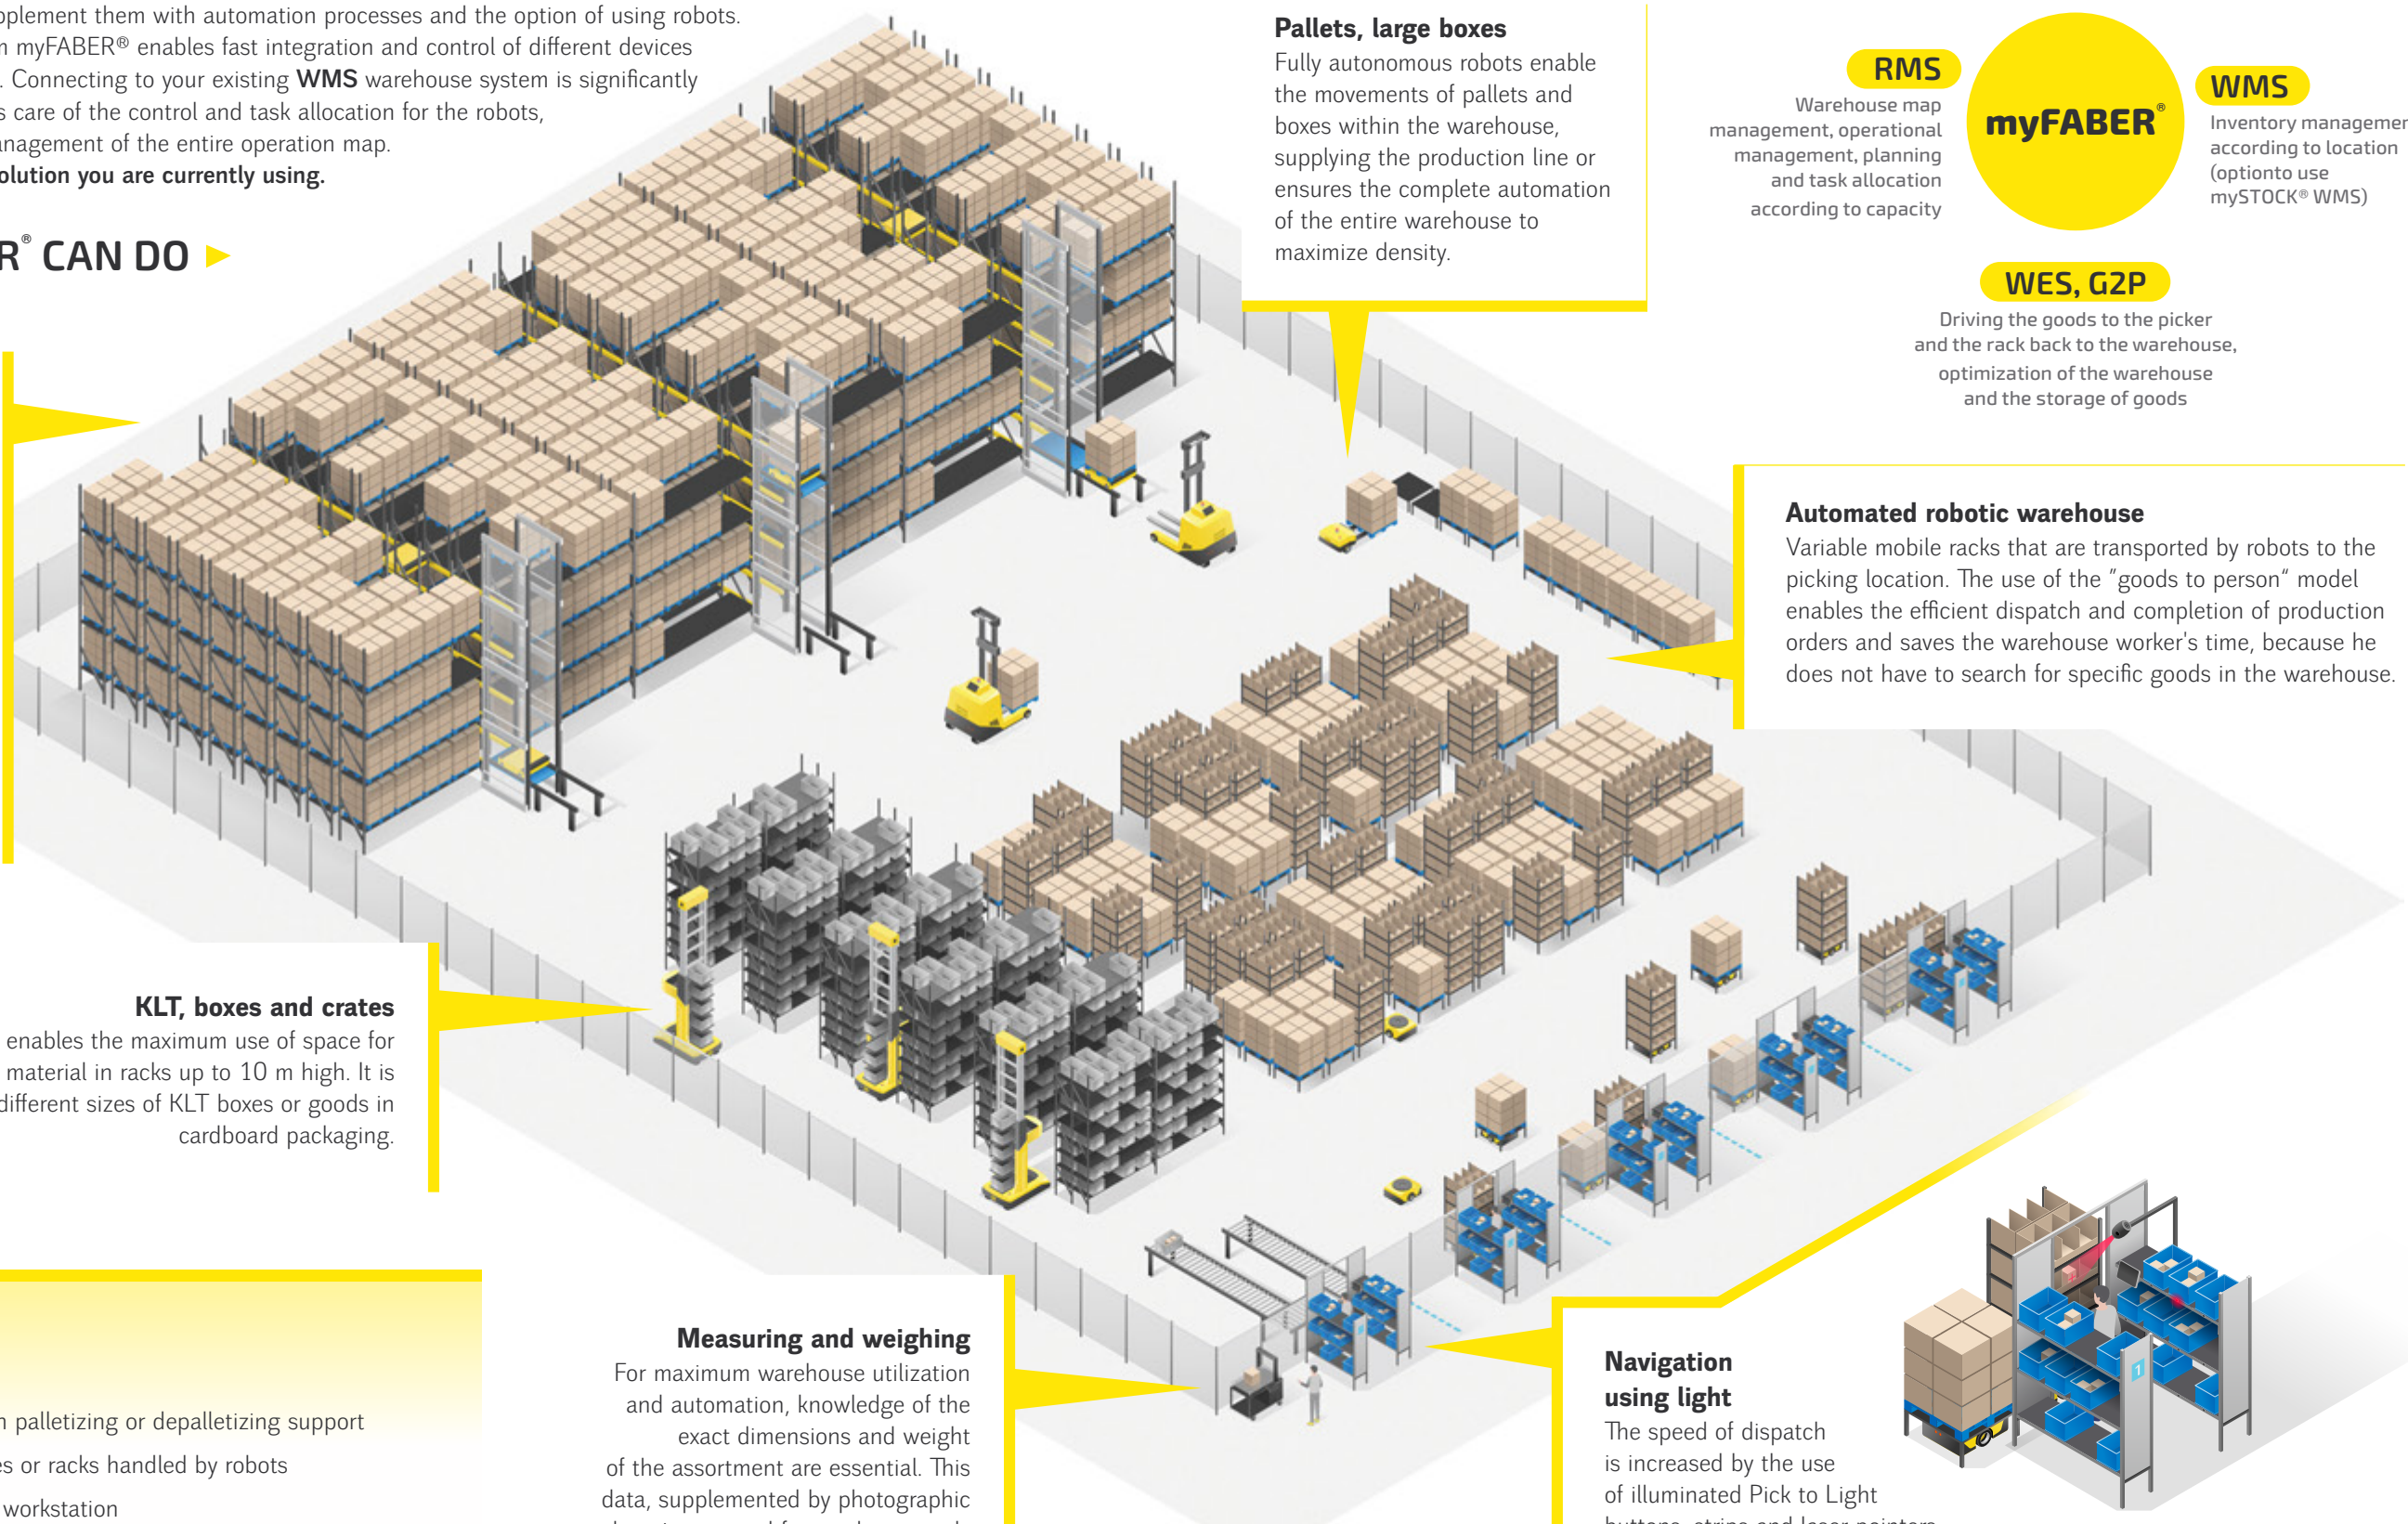 them with automation processes and the option of using robots.
myFABER® enables fast integration and control of different devices
. Connecting to your existing WMS warehouse system is significantly
care of the control and task allocation for the robots,
of the entire operation map.
you are currently using.
® CAN DO
Pallets, large boxes
Fully autonomous robots enable
the movements of pallets and
boxes within the warehouse,
supplying the production line or
ensures the complete automation
of the entire warehouse to
maximize density.
RMS
Warehouse map
management, operational
management, planning
and task allocation
according to capacity
myFABER®
WMS
Inventory
according to location
(optionto use
mySTOCK® WMS)
WES, G2P
Driving the goods to the picker
and the rack back to the warehouse,
optimization of the warehouse
and the storage of goods
Automated robotic warehouse
Variable mobile racks that are transported by robots to the
picking location. The use of the "goods to person" model
enables the efficient dispatch and completion of production
orders and saves the warehouse worker's time, because he
does not have to search for specific goods in the warehouse.
KLT, boxes and crates
enables the maximum use of space for
material in racks up to 10 m high. It is
different sizes of KLT boxes or goods in
cardboard packaging.
palletizing or depalletizing support
or racks handled by robots
workstation
Measuring and weighing
For maximum warehouse utilization
and automation, knowledge of the
exact dimensions and weight
of the assortment are essential. This
data, supplemented by photographic
Navigation
using light
The speed of dispatch
is increased by the use
of illuminated Pick to Light
buttons, strips and laser pointers
1